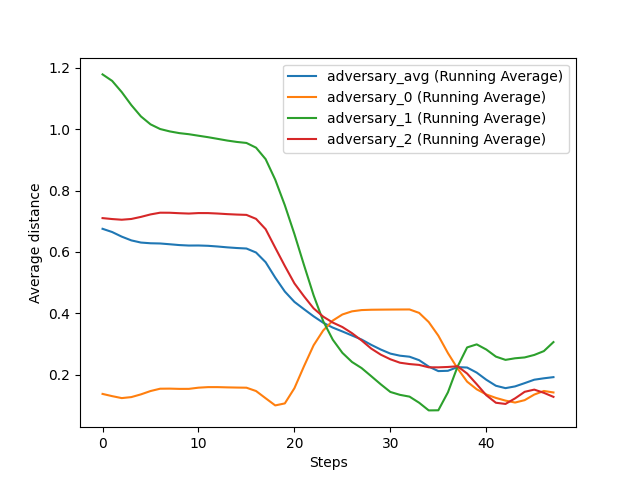 adversary_avg (Running Average)
adversary_0 (Running Average)
adversary_1 (Running Average)
adversary_2 (Running Average)
Average distance
1.2
1.0
0.8
0.6
0.4
0.2
0 10 20 30 40
Steps